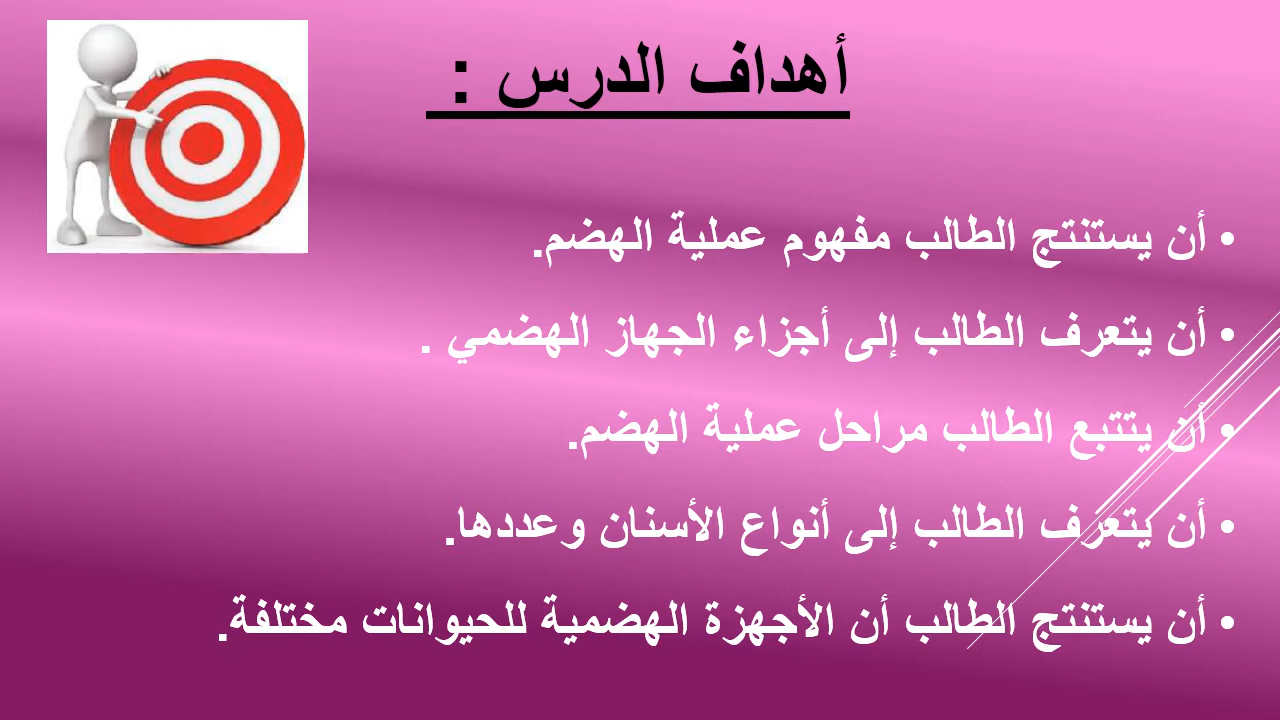 أهداف الدرس :
• أن يستنتج الطالب مفهوم عملية الهضم.
• أن يتعرف الطالب إلى أجزاء الجهاز الهضمي .
• أن يتتبع الطالب مراحل عملية الهضم.
• أن يتعرف الطالب إلى أنواع الأسنان وعددها.
• أن يستنتج الطالب أن الأجهزة الهضمية للحيوانات مختلفة.